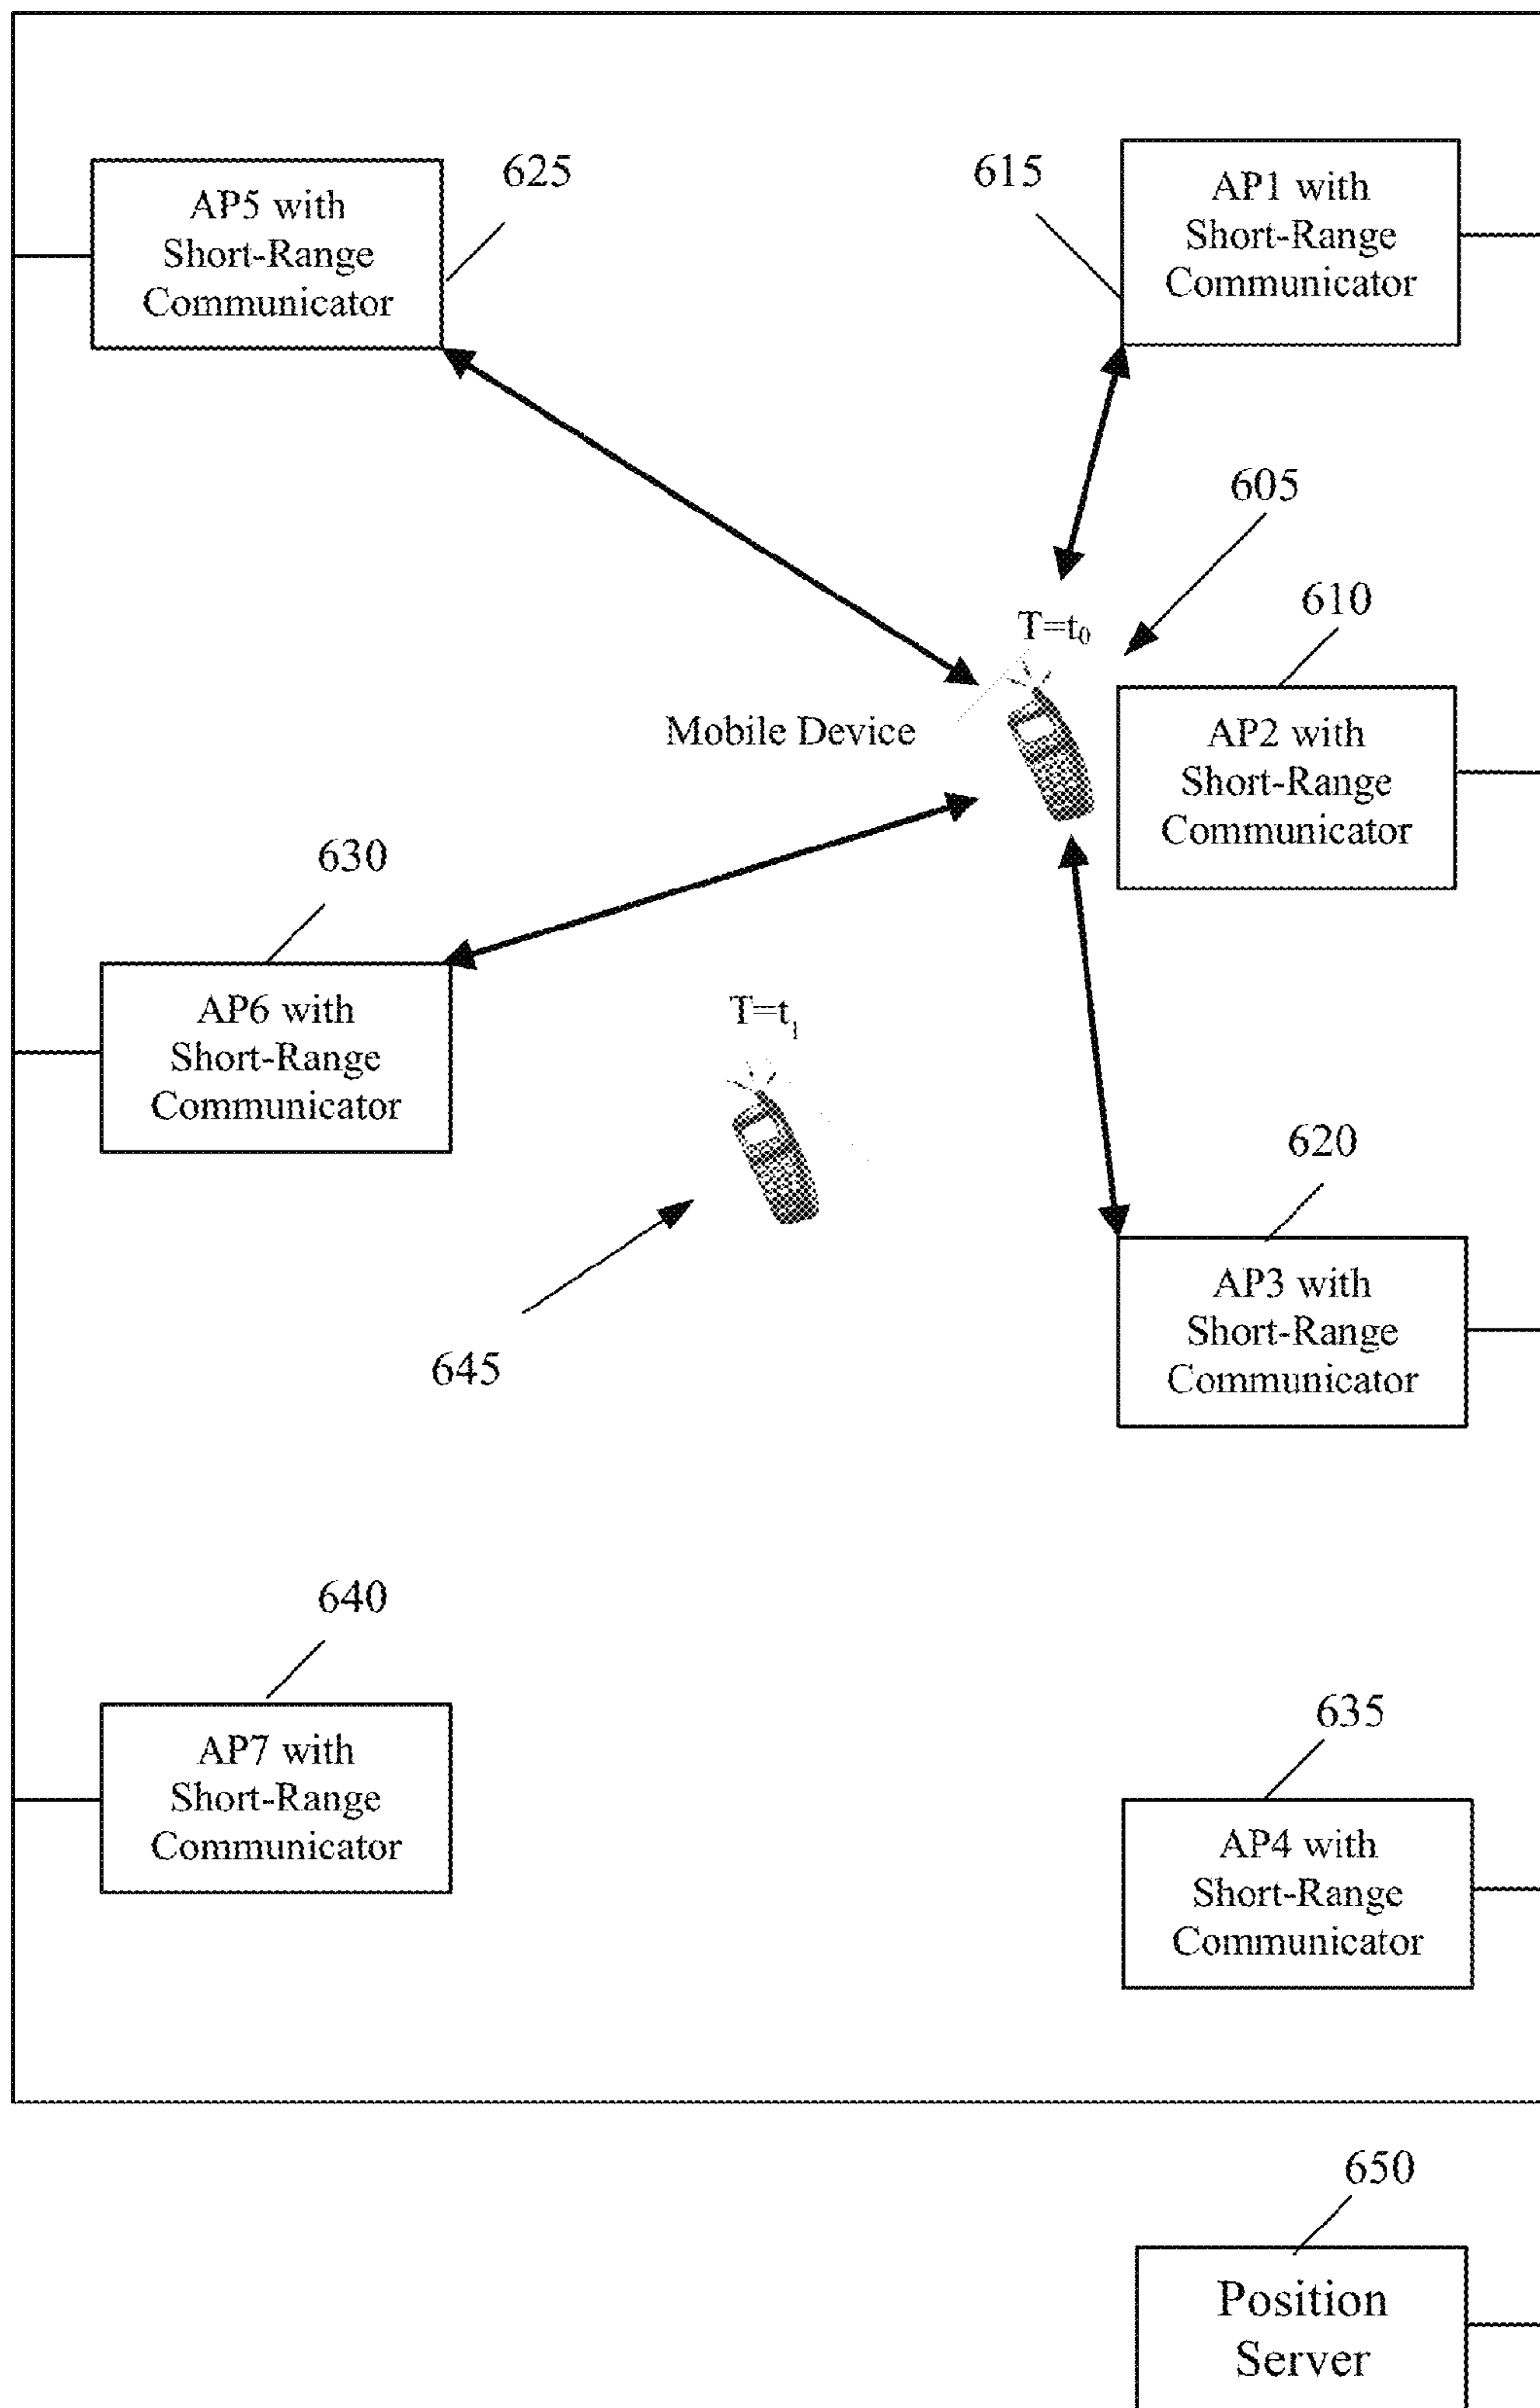 625
615
AP5 with
Short-Range
Communicator
AP1 with
Short-Range
Communicator
605
T=t₀
610
Mobile Device
AP2 with
Short-Range
Communicator
630
AP6 with
Short-Range
Communicator
T=t₁
620
AP3 with
Short-Range
Communicator
645
640
AP7 with
Short-Range
Communicator
635
AP4 with
Short-Range
Communicator
650
Position
Server